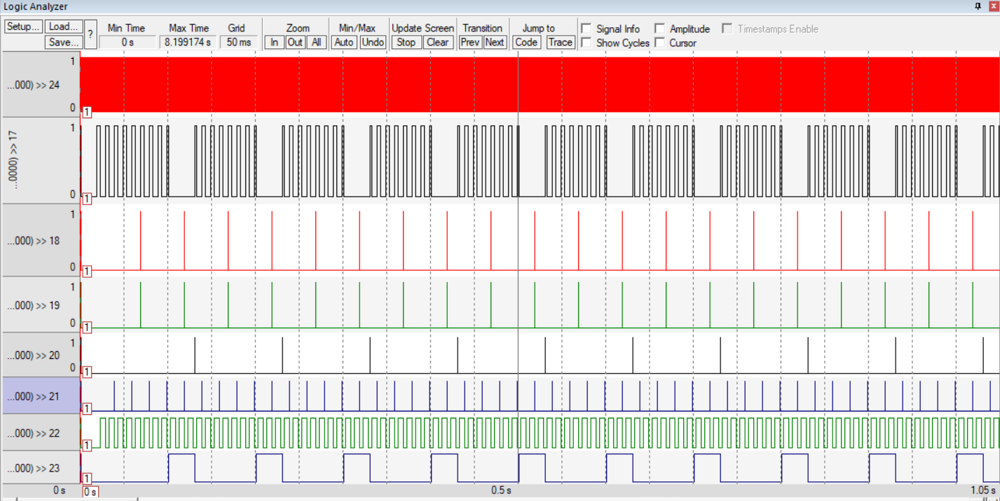 Logic Analyzer
Setup... Load... ? Min Time Max Time Grid Zoom Min/Max Update Screen Transition Jump to Signal Info Amplitude Timestamps Enable
Save... 0 s 8.199174 s 50 ms In Out All Auto Undo Stop Clear Prev Next Code Trace Show Cycles Cursor
1
...000) >> 24
0 1
1
...0000) >> 17
0 1
1
...000) >> 18
0 1
1
...000) >> 19
0 1
1
...000) >> 20
0 1
...000) >> 21
1
...000) >> 22
1
...000) >> 23
1
0 s 0 s 0.5 s 1.05 s